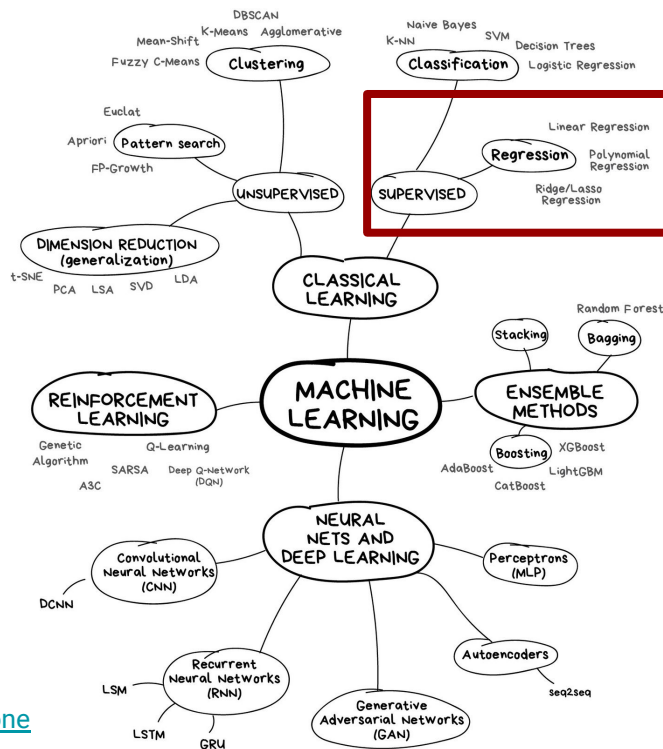 DBSCAN
K-Means Agglomerative
Mean-Shift
Fuzzy C-Means
Clustering
Naive Bayes
K-NN
SVM
Decision Trees
Classification
Logistic Regression
Euclat
Apriori
Pattern search
FP-Growth
Linear Regression
Regression
Polynomial
Regression
Ridge/Lasso
Regression
UNSUPERVISED
SUPERVISED
DIMENSION REDUCTION
(generalization)
t-SNE
PCA
LSA
SVD
LDA
CLASSICAL
LEARNING
Random Forest
Stacking
Bagging
MACHINE
LEARNING
REINFORCEMENT
LEARNING
ENSEMBLE
METHODS
Genetic
Algorithm
Q-Learning
SARSA
Deep Q-Network
(DQN)
A3C
Boosting
XGBoost
AdaBoost
LightGBM
CatBoost
NEURAL
NETS AND
DEEP LEARNING
Convolutional
Neural Networks
(CNN)
DCNN
Perceptrons
(MLP)
Recurrent
Neural Networks
(RNN)
LSM
LSTM
GRU
Autoencoders
seq2seq
Generative
Adversarial Networks
(GAN)
one